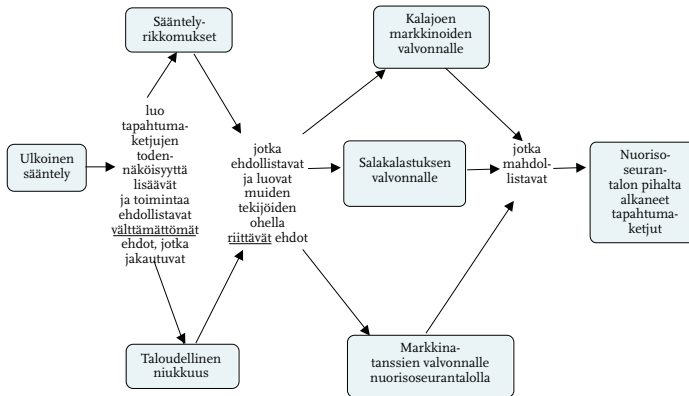 Ulkoinen
sääntely
Sääntely-
rikkomukset
luo
tapahtuma-
ketjujen
toden-
näköisyyttä
lisäävät
ja toimintaa
ehdollistavat
välttämättömät
ehdot, jotka
jakautuvat
Taloudellinen
niukkuus
jotka
ehdollistavat
ja luovat
muiden
tekijöiden
ohella
riittävät ehdot
Kalajoen
markkinoiden
valvonnalle
Salakalastuksen
valvonnalle
Markkina-
tanssien valvonnalle
nuorisoseurantalolla
jotka
mahdol-
listavat
Nuoriso-
seuran-
talon pihalta
alkaneet
tapahtuma-
ketjut